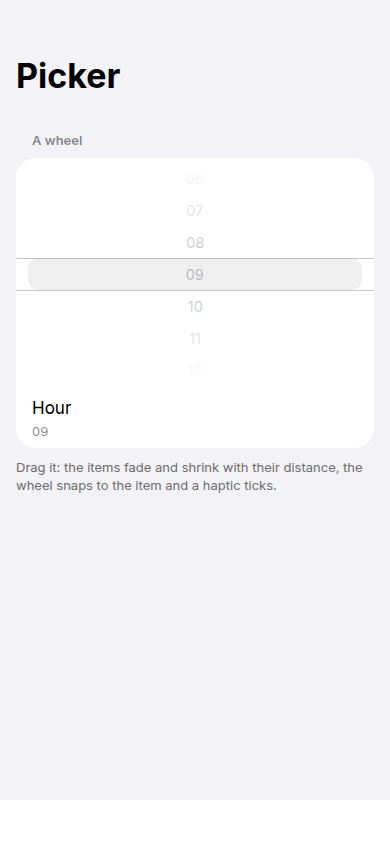 Picker
A wheel
06
07
08
09
10
11
12
Hour
09
Drag it: the items fade and shrink with their distance, the
wheel snaps to the item and a haptic ticks.